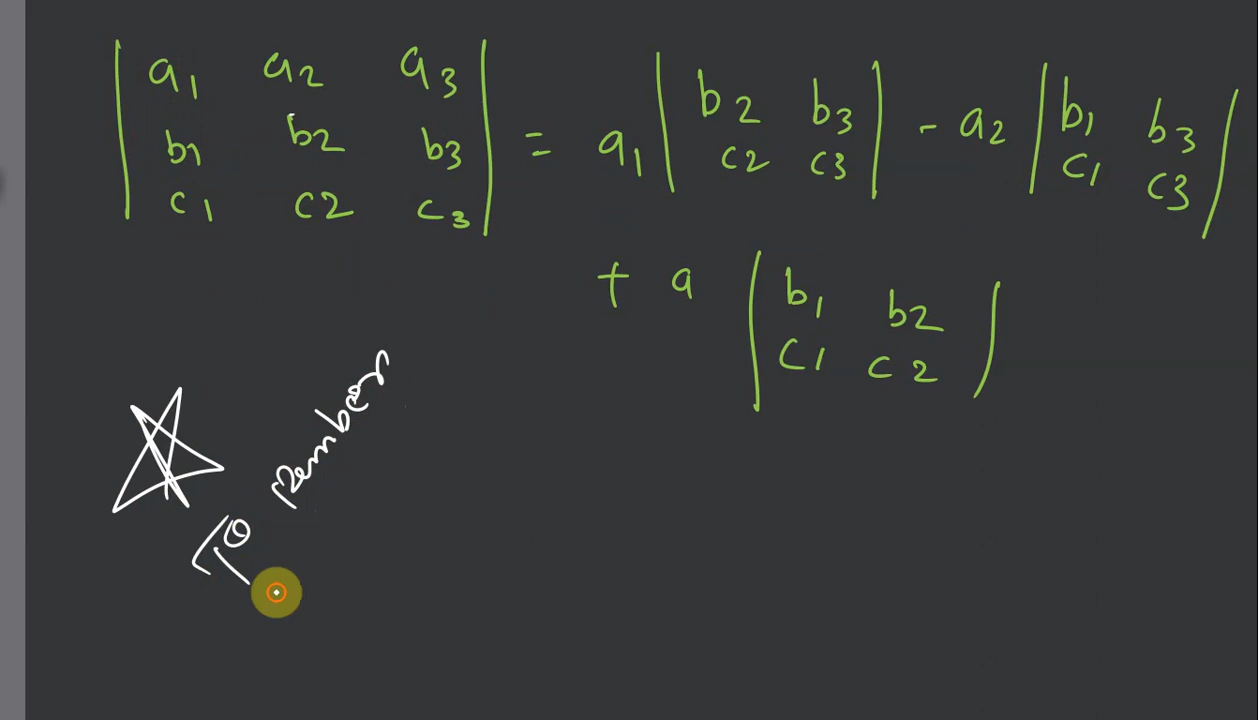 | a1 a2 a3 |
| b1 b2 b3 | = a1 | b2 b3 | - a2 | b1 b3 |
| c1 c2 c3 | | c2 c3 | | c1 c3 |
+ a | b1 b2 |
| c1 c2 |
To Rember